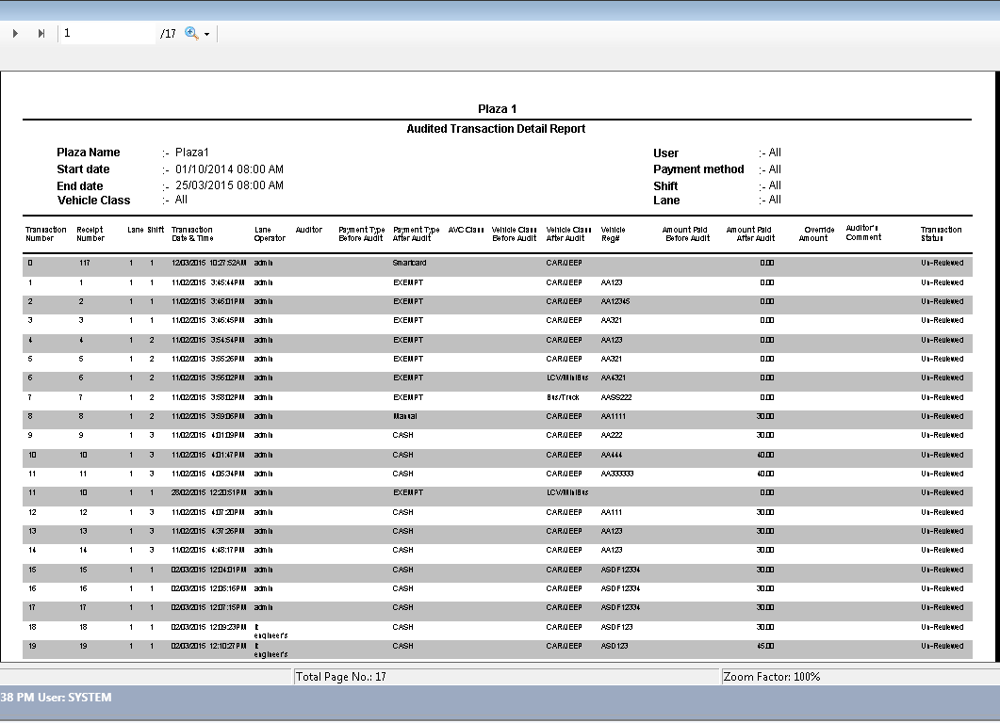 1 /17
Plaza 1
Audited Transaction Detail Report
Plaza Name :- Plaza1 User :- All
Start date :- 01/10/2014 08:00 AM Payment method :- All
End date :- 25/03/2015 08:00 AM Shift :- All
Vehicle Class :- All Lane :- All
Transaction Number Receipt Number Lane Shift Transaction Date & Time Lane Operator Auditor Payment Type Before Audit Payment Type After Audit AVC Class Vehicle Class Before Audit Vehicle Class After Audit Vehicle Reg# Amount Paid Before Audit Amount Paid After Audit Override Amount Auditor's Comment Transaction Status
0 117 1 1 12/03/2015 10:27:52AM admin Smartcard CAR/JEEP 0.00 Un-Reviewed
1 1 1 1 11/02/2015 3:45:44PM admin EXEMPT CAR/JEEP AA123 0.00 Un-Reviewed
2 2 1 1 11/02/2015 3:46:01PM admin EXEMPT CAR/JEEP AA12345 0.00 Un-Reviewed
3 3 1 1 11/02/2015 3:46:45PM admin EXEMPT CAR/JEEP AA321 0.00 Un-Reviewed
4 4 1 2 11/02/2015 3:54:54PM admin EXEMPT CAR/JEEP AA123 0.00 Un-Reviewed
5 5 1 2 11/02/2015 3:55:26PM admin EXEMPT CAR/JEEP AA321 0.00 Un-Reviewed
6 6 1 2 11/02/2015 3:56:02PM admin EXEMPT LCV/MiniBus AA4321 0.00 Un-Reviewed
7 7 1 2 11/02/2015 3:58:02PM admin EXEMPT Bus/Truck AASS222 0.00 Un-Reviewed
8 8 1 2 11/02/2015 3:59:06PM admin Manual CAR/JEEP AA1111 30.00 Un-Reviewed
9 9 1 3 11/02/2015 4:01:09PM admin CASH CAR/JEEP AA222 30.00 Un-Reviewed
10 10 1 3 11/02/2015 4:01:47PM admin CASH CAR/JEEP AA444 40.00 Un-Reviewed
11 11 1 3 11/02/2015 4:05:34PM admin CASH CAR/JEEP AA333333 40.00 Un-Reviewed
11 10 1 1 28/02/2015 12:20:51PM admin EXEMPT LCV/MiniBus 0.00 Un-Reviewed
12 12 1 3 11/02/2015 4:07:20PM admin CASH CAR/JEEP AA111 30.00 Un-Reviewed
13 13 1 3 11/02/2015 4:37:26PM admin CASH CAR/JEEP AA123 30.00 Un-Reviewed
14 14 1 3 11/02/2015 4:48:17PM admin CASH CAR/JEEP AA123 30.00 Un-Reviewed
15 15 1 1 02/03/2015 12:04:01PM admin CASH CAR/JEEP ASDF12334 30.00 Un-Reviewed
16 16 1 1 02/03/2015 12:05:16PM admin CASH CAR/JEEP ASDF12334 30.00 Un-Reviewed
17 17 1 1 02/03/2015 12:07:15PM admin CASH CAR/JEEP ASDF12334 30.00 Un-Reviewed
18 18 1 1 02/03/2015 12:09:23PM it engineer's CASH CAR/JEEP ASDF123 30.00 Un-Reviewed
19 19 1 1 02/03/2015 12:10:27PM it engineer's CASH CAR/JEEP ASD123 45.00 Un-Reviewed
Total Page No.: 17 Zoom Factor: 100%
38 PM User: SYSTEM